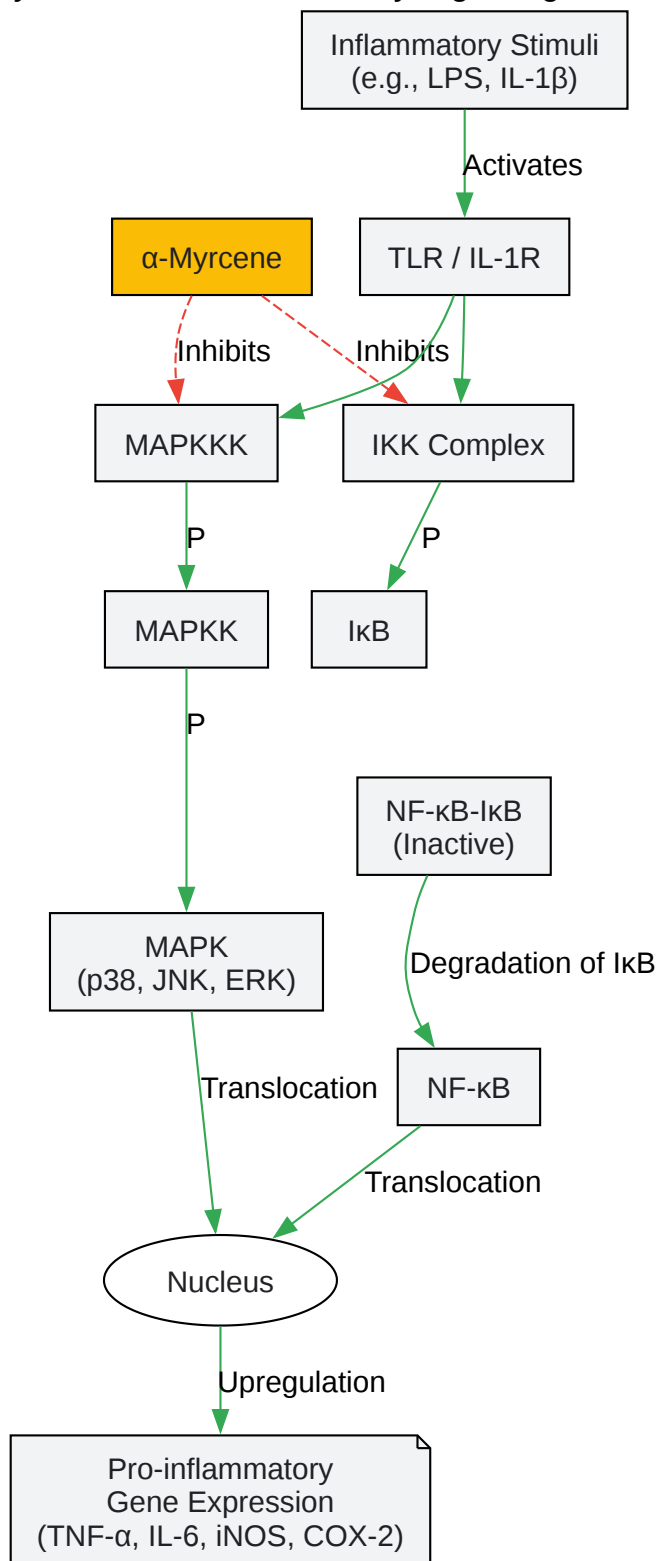 Inflammatory Stimuli
(e.g., LPS, IL-1β)
Activates
α-Myrcene
TLR / IL-1R
Inhibits
Inhibits
MAPKKK
IKK Complex
P
P
MAPKK
IκB
P
NF-κB-IκB
(Inactive)
MAPK
(p38, JNK, ERK)
Degradation of IκB
NF-κB
Translocation
Translocation
Nucleus
Upregulation
Pro-inflammatory
Gene Expression
(TNF-α, IL-6, iNOS, COX-2)